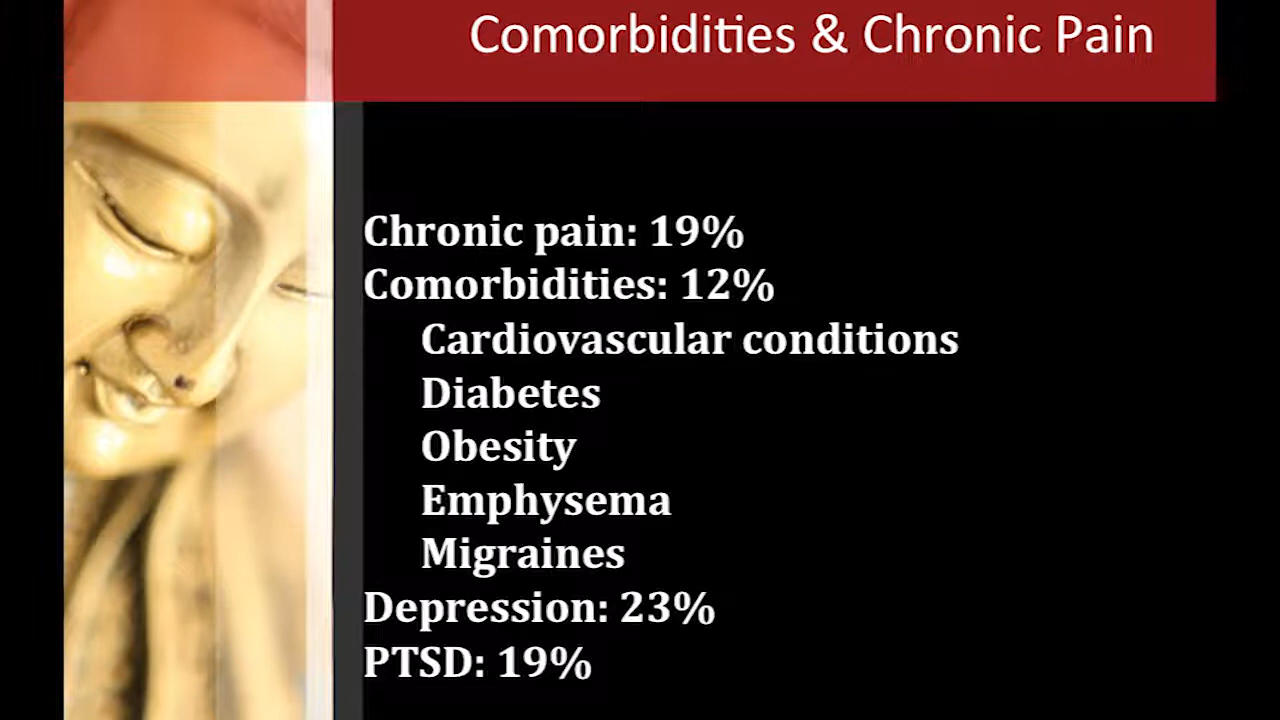 Comorbidities & Chronic Pain
Chronic pain: 19%
Comorbidities: 12%
Cardiovascular conditions
Diabetes
Obesity
Emphysema
Migraines
Depression: 23%
PTSD: 19%